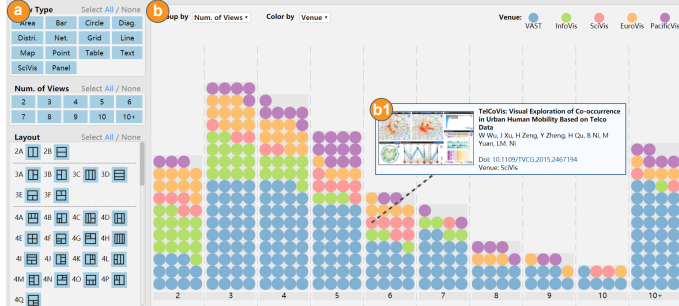 a
View Type Select All / None
Area Bar Circle Diag.
Distri. Net. Grid Line
Map Point Table Text
SciVis Panel
Num. of Views Select All / None
2 3 4 5 6
7 8 9 10 10+
Layout Select All / None
2A 2B
3A 3B 3C 3D
3E 3F
4A 4B 4C 4D
4E 4F 4G 4H
4I 4J 4K 4L
4M 4N 4O 4P
4Q
b
Group by Num. of Views ▾ Color by Venue ▾
Venue: VAST InfoVis SciVis EuroVis PacificVis
b1
TelCoVis: Visual Exploration of Co-occurrence
in Urban Human Mobility Based on Telco
Data
W Wu, J Xu, H Zeng, Y Zheng, H Qu, B Ni, M
Yuan, LM. Ni
Doi: 10.1109/TVCG.2015.2467194
Venue: SciVis
2 3 4 5 6 7 8 9 10 10+